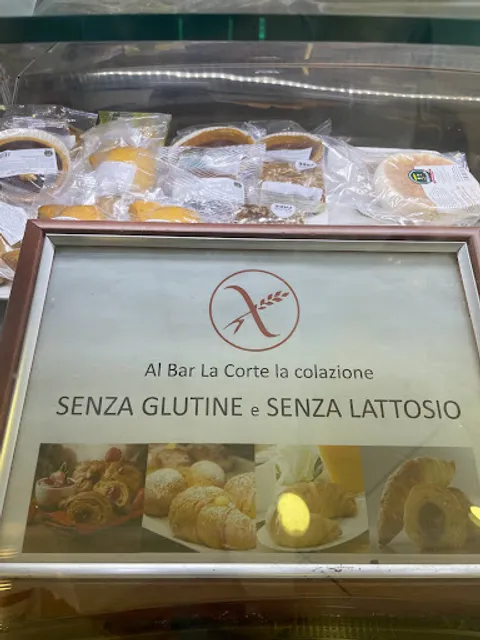 Al Bar La Corte la colazione
SENZA GLUTINE e SENZA LATTOSIO